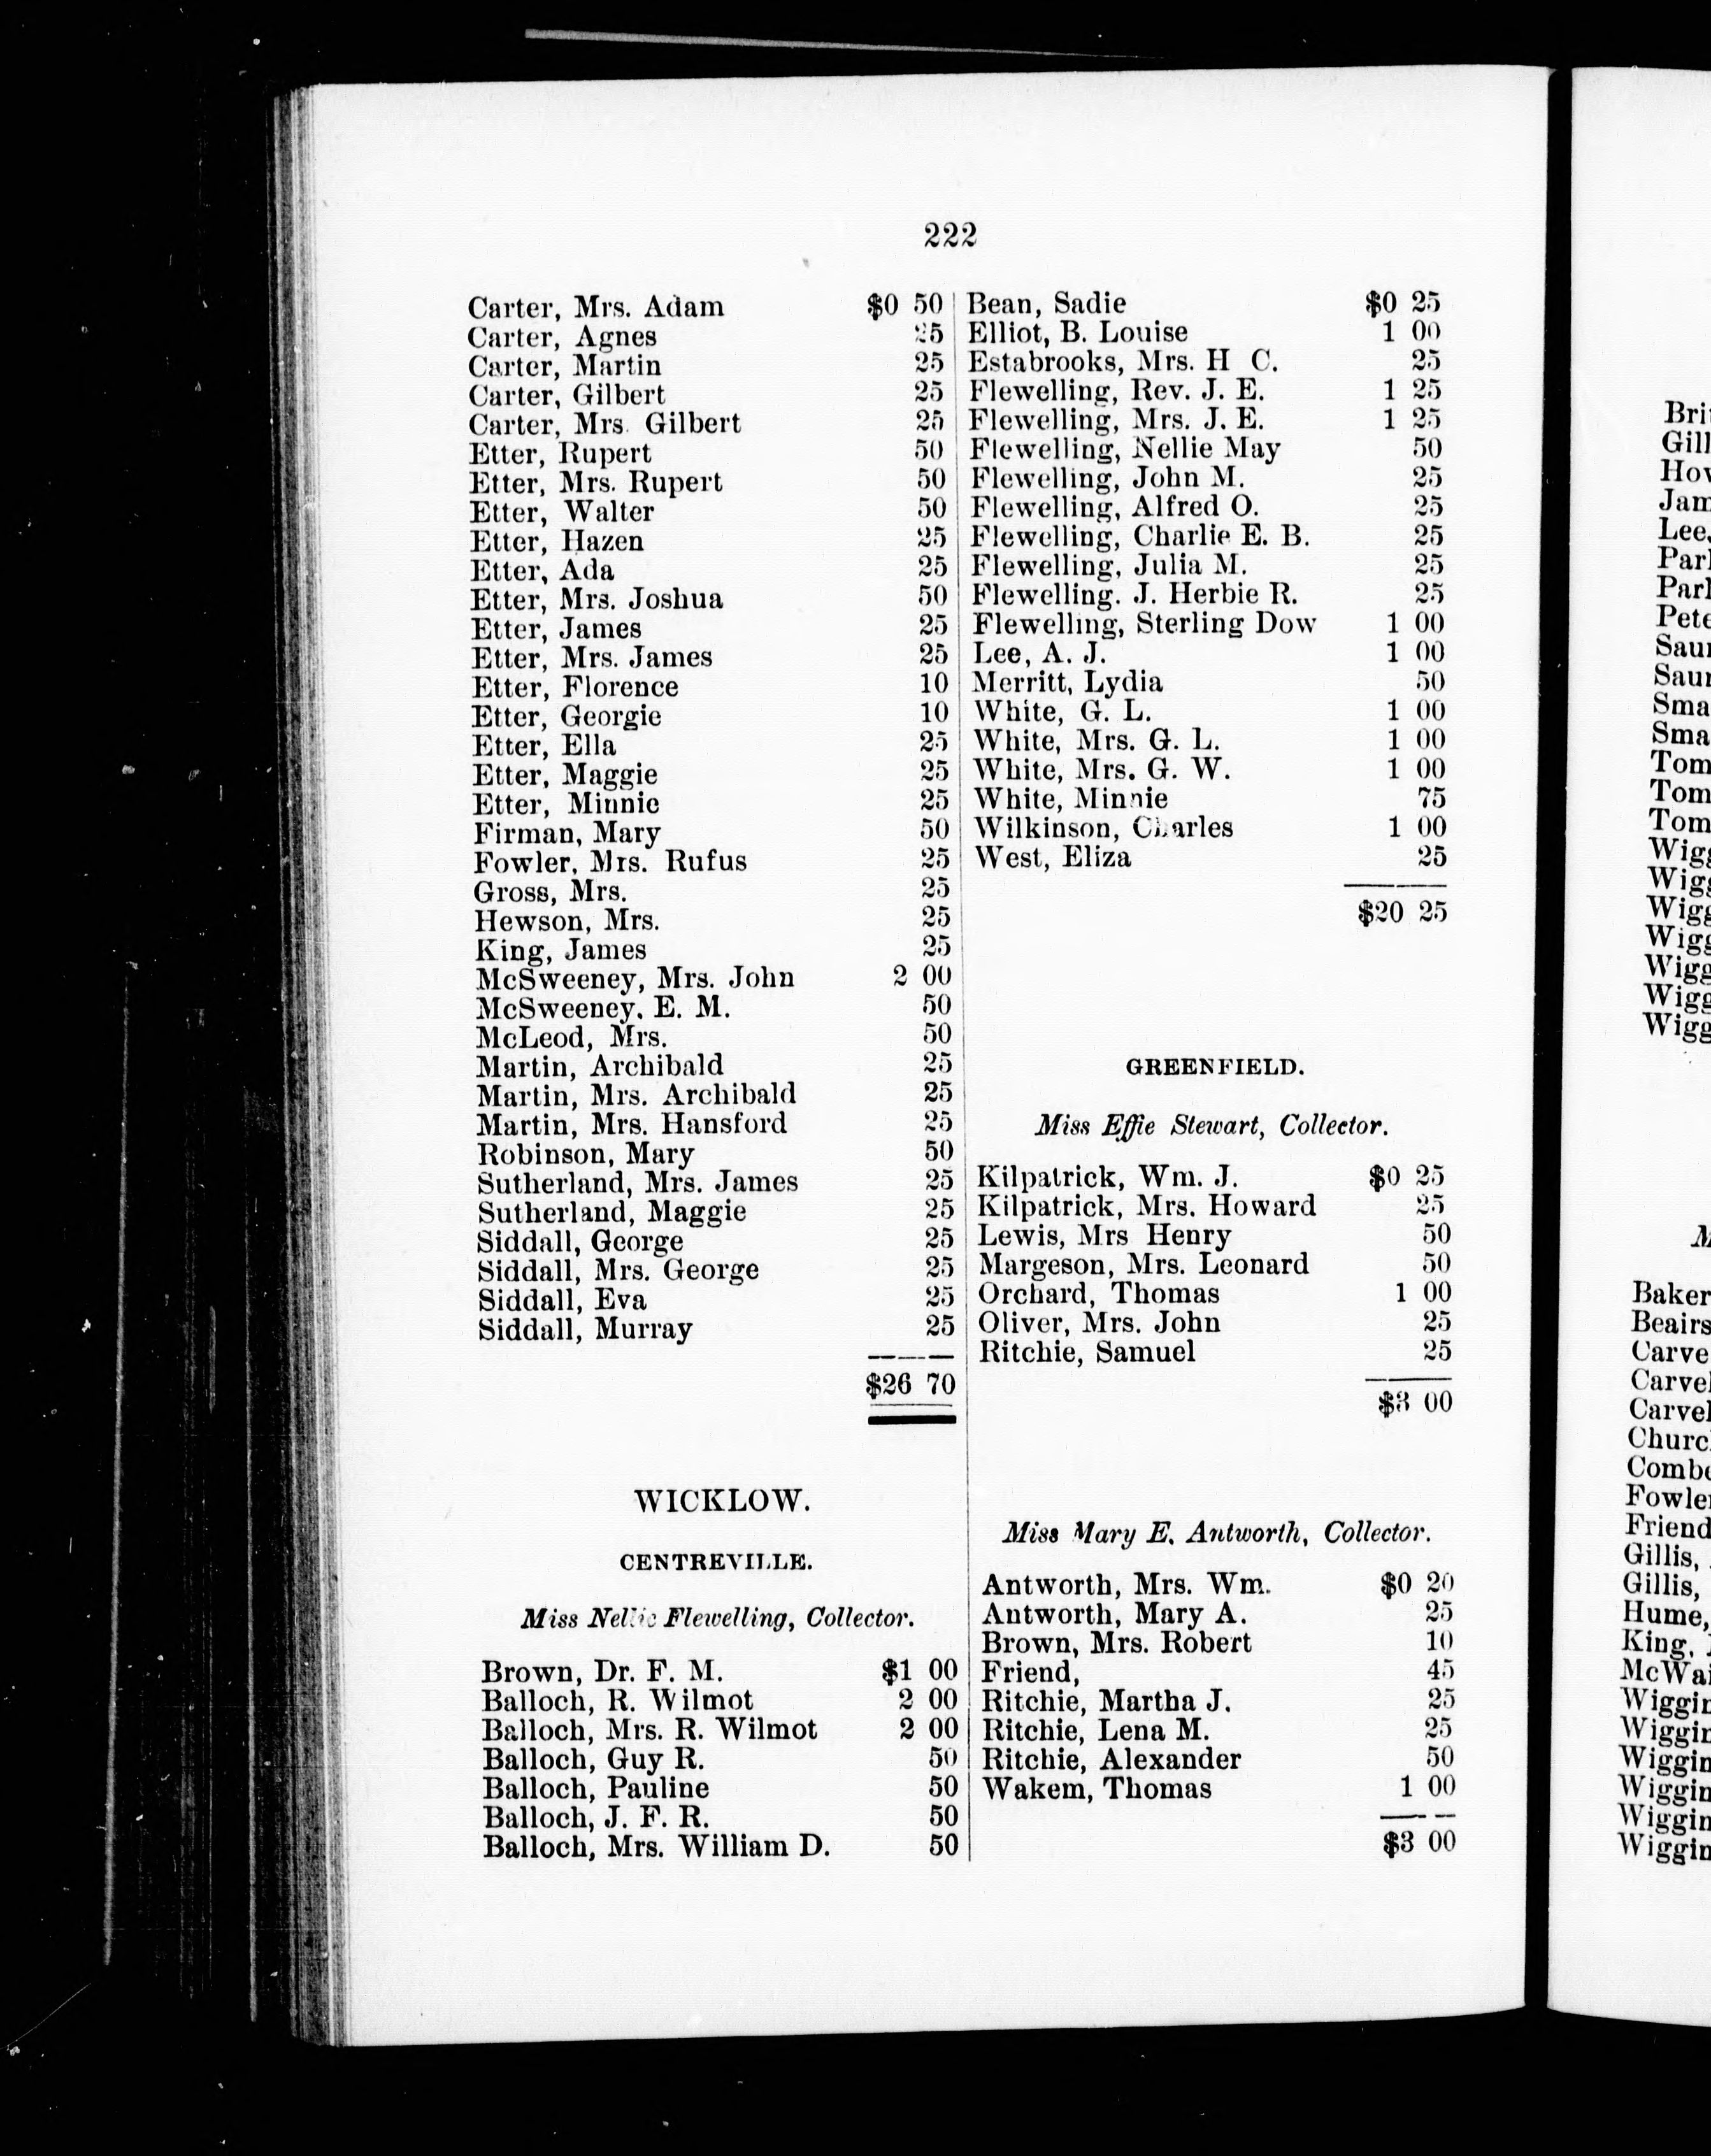 222
Carter, Mrs. Adam $0 50
Carter, Agnes 25
Carter, Martin 25
Carter, Gilbert 25
Carter, Mrs. Gilbert 25
Etter, Rupert 50
Etter, Mrs. Rupert 50
Etter, Walter 50
Etter, Hazen 25
Etter, Ada 25
Etter, Mrs. Joshua 50
Etter, James 25
Etter, Mrs. James 25
Etter, Florence 10
Etter, Georgie 10
Etter, Ella 25
Etter, Maggie 25
Etter, Minnie 25
Firman, Mary 50
Fowler, Mrs. Rufus 25
Gross, Mrs. 25
Hewson, Mrs. 25
King, James 25
McSweeney, Mrs. John 2 00
McSweeney, E. M. 50
McLeod, Mrs. 50
Martin, Archibald 25
Martin, Mrs. Archibald 25
Martin, Mrs. Hansford 25
Robinson, Mary 50
Sutherland, Mrs. James 25
Sutherland, Maggie 25
Siddall, George 25
Siddall, Mrs. George 25
Siddall, Eva 25
Siddall, Murray 25
$26 70
WICKLOW.
CENTREVILLE.
Miss Nellie Flewelling, Collector.
Brown, Dr. F. M. $1 00
Balloch, R. Wilmot 2 00
Balloch, Mrs. R. Wilmot 2 00
Balloch, Guy R. 50
Balloch, Pauline 50
Balloch, J. F. R. 50
Balloch, Mrs. William D. 50
Bean, Sadie $0 25
Elliot, B. Louise 1 00
Estabrooks, Mrs. H C. 25
Flewelling, Rev. J. E. 1 25
Flewelling, Mrs. J. E. 1 25
Flewelling, Nellie May 50
Flewelling, John M. 25
Flewelling, Alfred O. 25
Flewelling, Charlie E. B. 25
Flewelling, Julia M. 25
Flewelling. J. Herbie R. 25
Flewelling, Sterling Dow 1 00
Lee, A. J. 1 00
Merritt, Lydia 50
White, G. L. 1 00
White, Mrs. G. L. 1 00
White, Mrs. G. W. 1 00
White, Minnie 75
Wilkinson, Charles 1 00
West, Eliza 25
$20 25
GREENFIELD.
Miss Effie Stewart, Collector.
Kilpatrick, Wm. J. $0 25
Kilpatrick, Mrs. Howard 25
Lewis, Mrs Henry 50
Margeson, Mrs. Leonard 50
Orchard, Thomas 1 00
Oliver, Mrs. John 25
Ritchie, Samuel 25
$3 00
Miss Mary E. Antworth, Collector.
Antworth, Mrs. Wm. $0 20
Antworth, Mary A. 25
Brown, Mrs. Robert 10
Friend, 45
Ritchie, Martha J. 25
Ritchie, Lena M. 25
Ritchie, Alexander 50
Wakem, Thomas 1 00
$3 00
Lee,
Baker
Friend
Gillis,
Gillis,
Hume,
King,